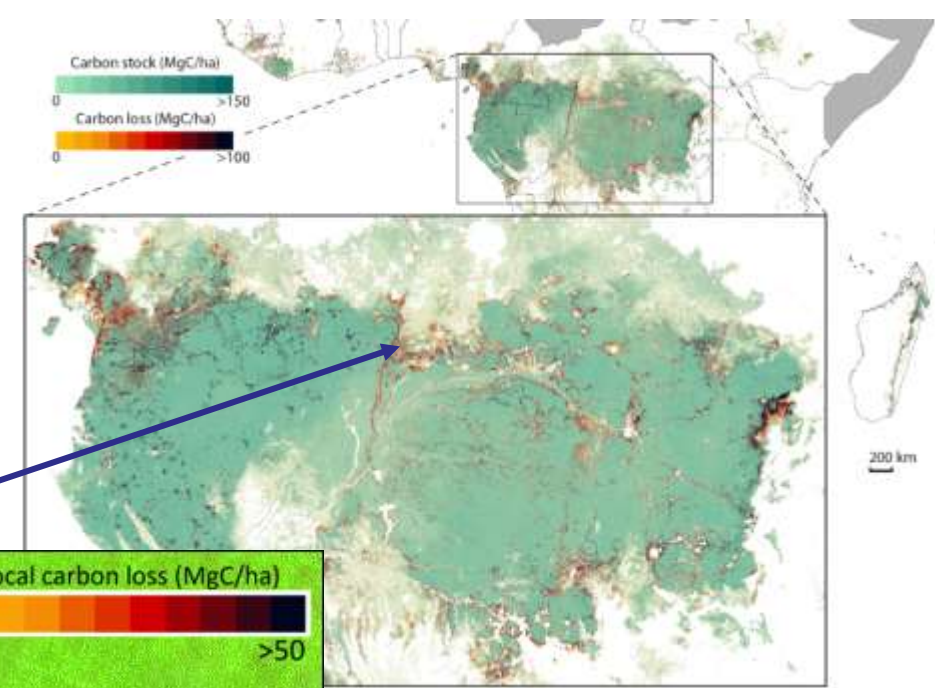 Carbon stock (MgC/ha)
0 >150
Carbon loss (MgC/ha)
0 >100
200 km
ocal carbon loss (MgC/ha)
>50